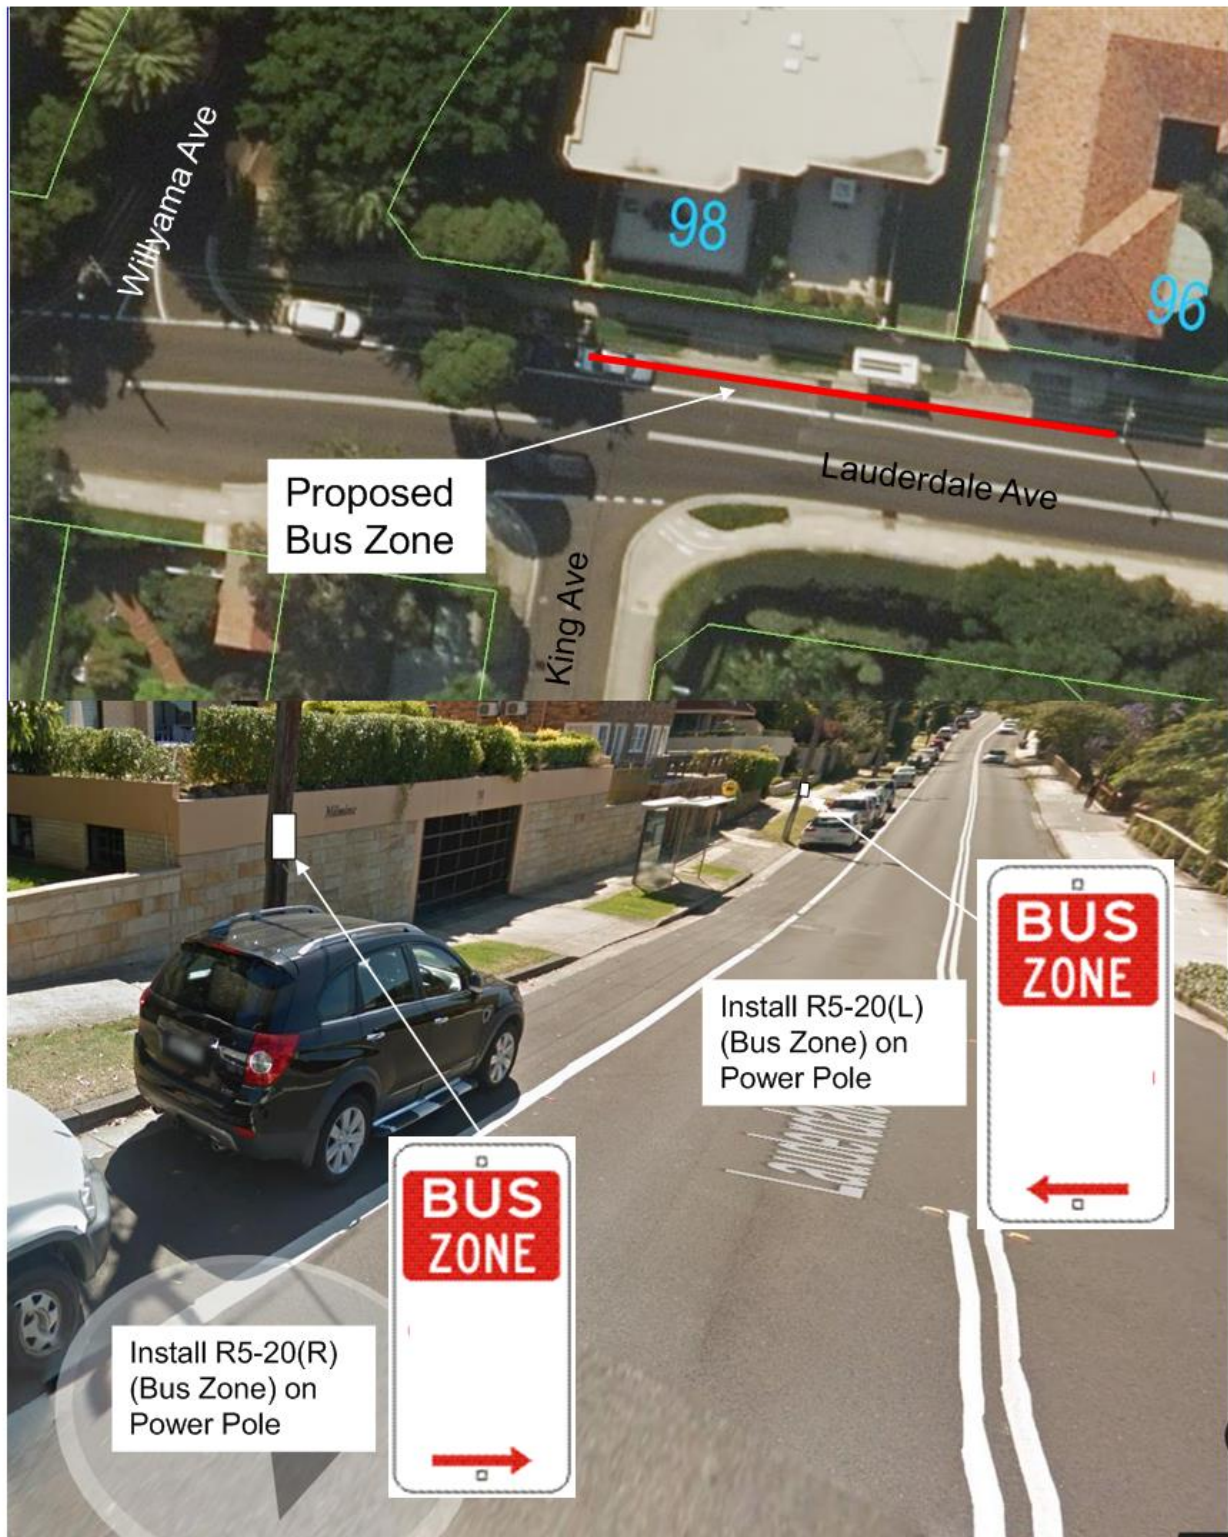 Willyama Ave
98
96
Proposed
Bus Zone
Lauderdale Ave
King Ave
BUS
ZONE
Install R5-20(L)
(Bus Zone) on
Power Pole
BUS
ZONE
Install R5-20(R)
(Bus Zone) on
Power Pole